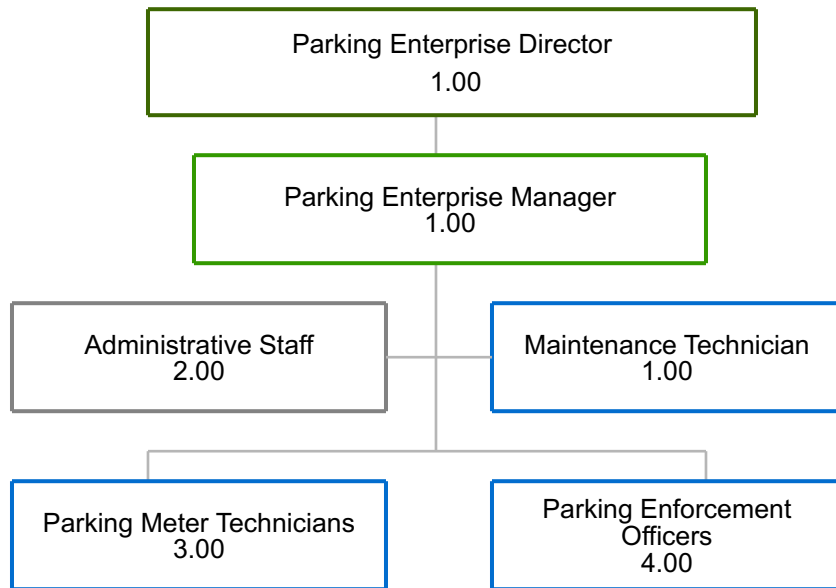 Parking Enterprise Director
1.00
Parking Enterprise Manager
1.00
Administrative Staff
2.00
Maintenance Technician
1.00
Parking Meter Technicians
3.00
Parking Enforcement
Officers
4.00